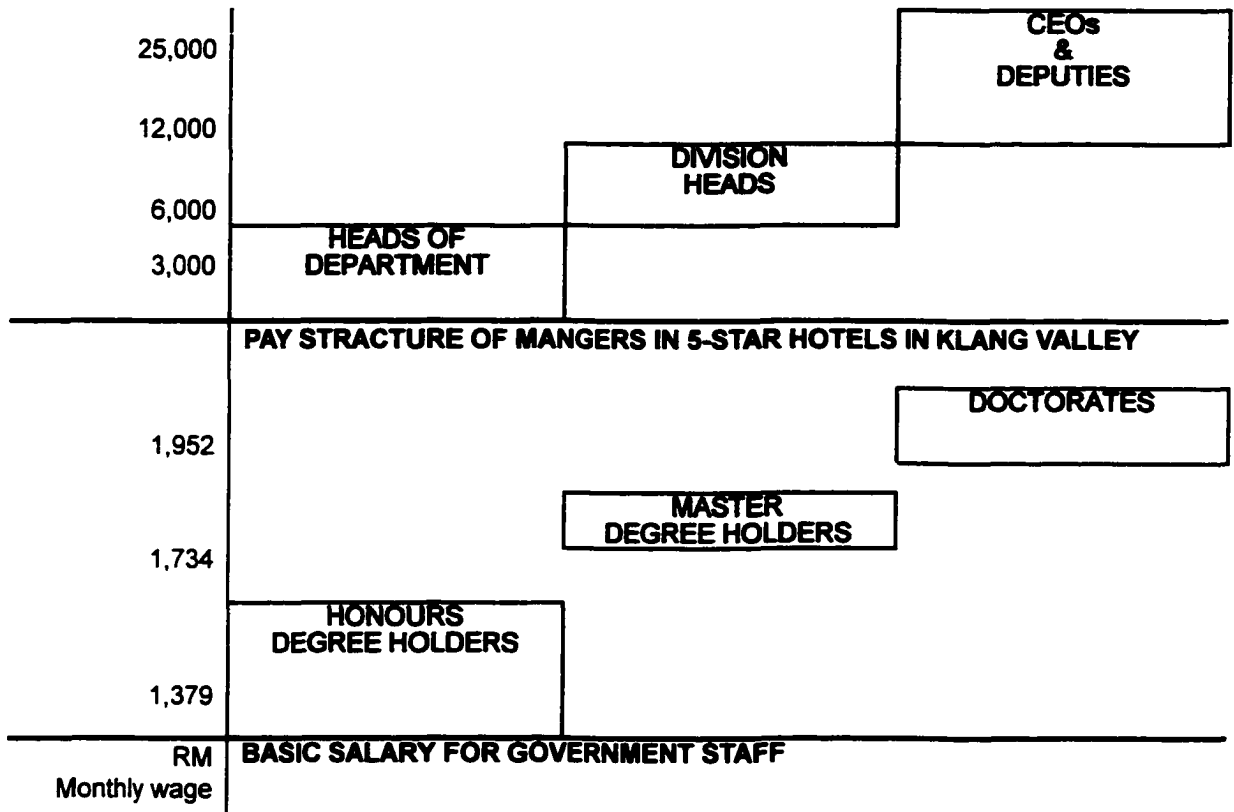 25,000
CEOs
&
DEPUTIES
12,000
DIVISION
HEADS
6,000
HEADS OF
DEPARTMENT
3,000
PAY STRACTURE OF MANGERS IN 5-STAR HOTELS IN KLANG VALLEY
DOCTORATES
1,952
MASTER
DEGREE HOLDERS
1,734
HONOURS
DEGREE HOLDERS
1,379
RM
BASIC SALARY FOR GOVERNMENT STAFF
Monthly wage